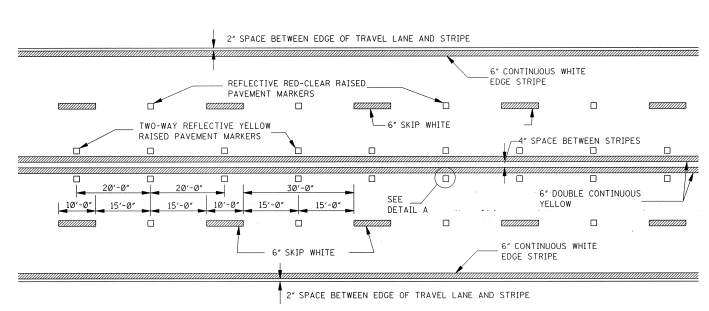 2" SPACE BETWEEN EDGE OF TRAVEL LANE AND STRIPE
6" CONTINUOUS WHITE
EDGE STRIPE
REFLECTIVE RED-CLEAR RAISED
PAVEMENT MARKERS
6" SKIP WHITE
TWO-WAY REFLECTIVE YELLOW
RAISED PAVEMENT MARKERS
4" SPACE BETWEEN STRIPES
20'-0" 20'-0" 30'-0"
SEE
DETAIL A
6" DOUBLE CONTINUOUS
YELLOW
10'-0" 15'-0" 15'-0" 10'-0" 15'-0" 15'-0"
6" SKIP WHITE
6" CONTINUOUS WHITE
EDGE STRIPE
2" SPACE BETWEEN EDGE OF TRAVEL LANE AND STRIPE